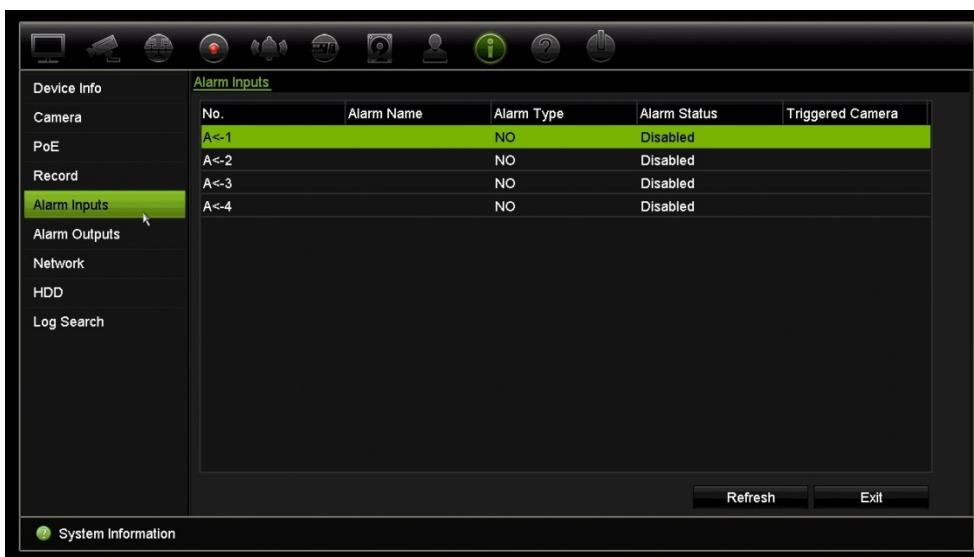 Device Info
Camera
PoE
Record
Alarm Inputs
Alarm Outputs
Network
HDD
Log Search
Alarm Inputs
No. Alarm Name Alarm Type Alarm Status Triggered Camera
A<-1 NO Disabled
A<-2 NO Disabled
A<-3 NO Disabled
A<-4 NO Disabled
Refresh Exit
System Information